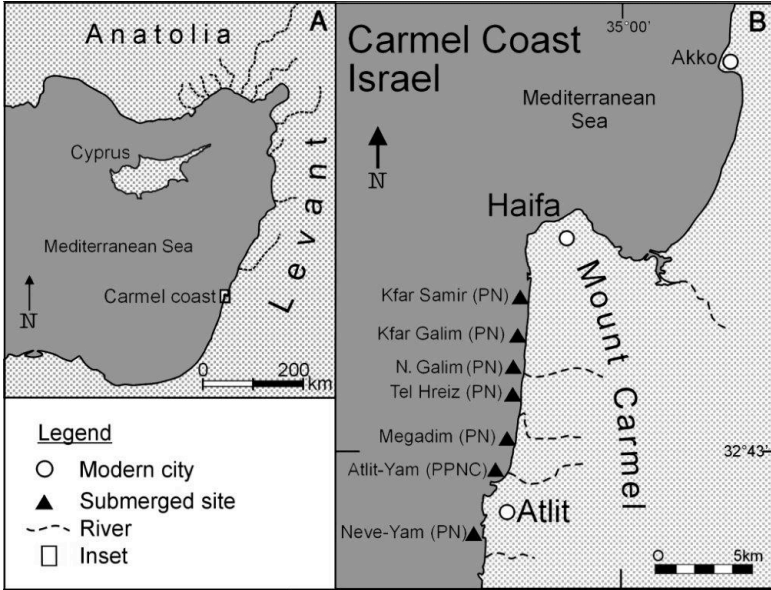 A
Anatolia
Cyprus
Levant
Mediterranean Sea
Carmel coast
N
0 200
km
Legend
Modern city
Submerged site
River
Inset
B
35°00'
Carmel Coast
Israel
Akko
Mediterranean
Sea
N
Haifa
Mount Carmel
Kfar Samir (PN)
Kfar Galim (PN)
N. Galim (PN)
Tel Hreiz (PN)
Megadim (PN)
32°43'
Atlit-Yam (PPNC)
Atlit
Neve-Yam (PN)
0 5km